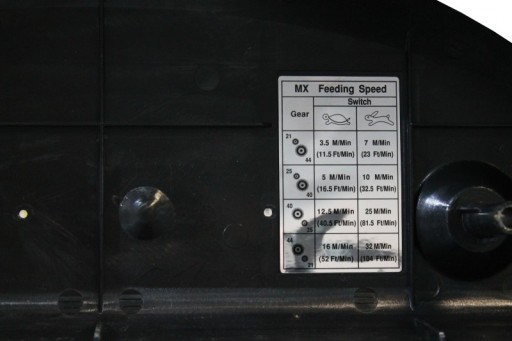 MX Feeding Speed
Switch
Gear
21
3.5 M/Min 7 M/Min
(11.5 Ft/Min) (23 Ft/Min)
44
25
5 M/Min 10 M/Min
(16.5 Ft/Min) (32.5 Ft/Min)
40
40
12.5 M/Min 25 M/Min
(40.8 Ft/Min) (81.5 Ft/Min)
25
44
16 M/Min 32 M/Min
(52 Ft/Min) (104 Ft/Min)
21